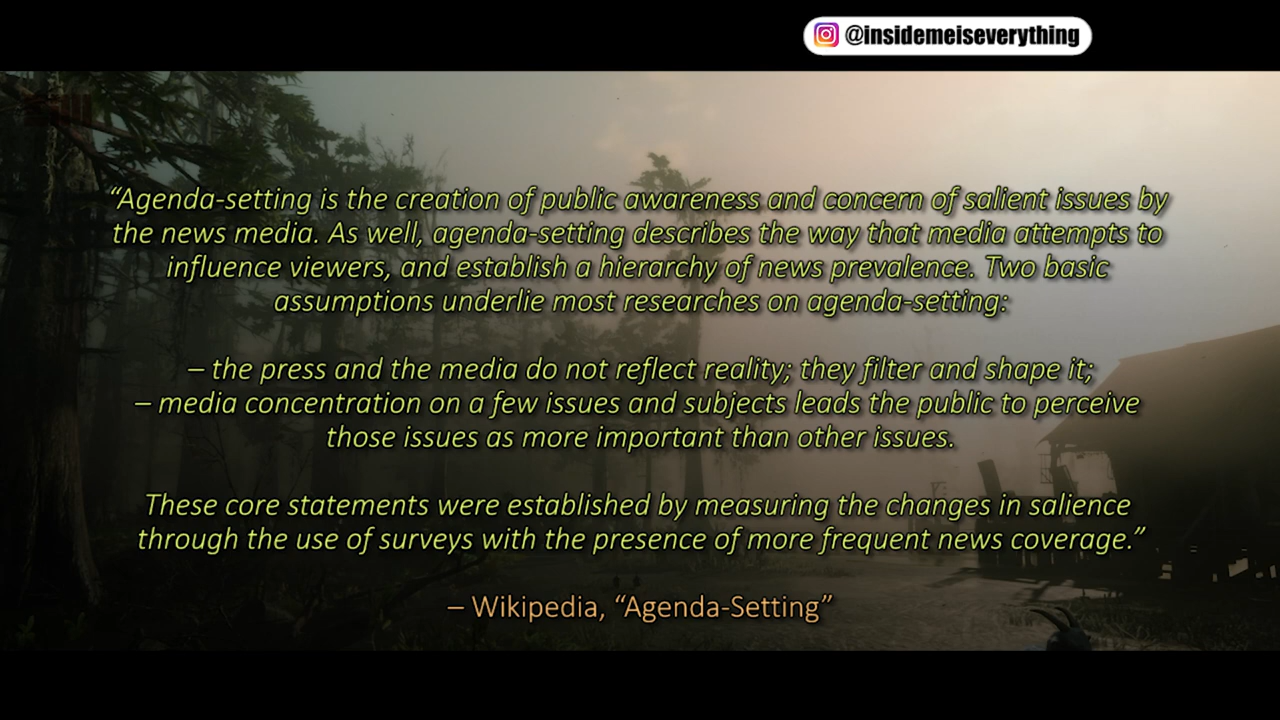 @insidemeiseverything
“Agenda-setting is the creation of public awareness and concern of salient issues by
the news media. As well, agenda-setting describes the way that media attempts to
influence viewers, and establish a hierarchy of news prevalence. Two basic
assumptions underlie most researches on agenda-setting:
– the press and the media do not reflect reality; they filter and shape it;
– media concentration on a few issues and subjects leads the public to perceive
those issues as more important than other issues.
These core statements were established by measuring the changes in salience
through the use of surveys with the presence of more frequent news coverage.”
– Wikipedia, “Agenda-Setting”